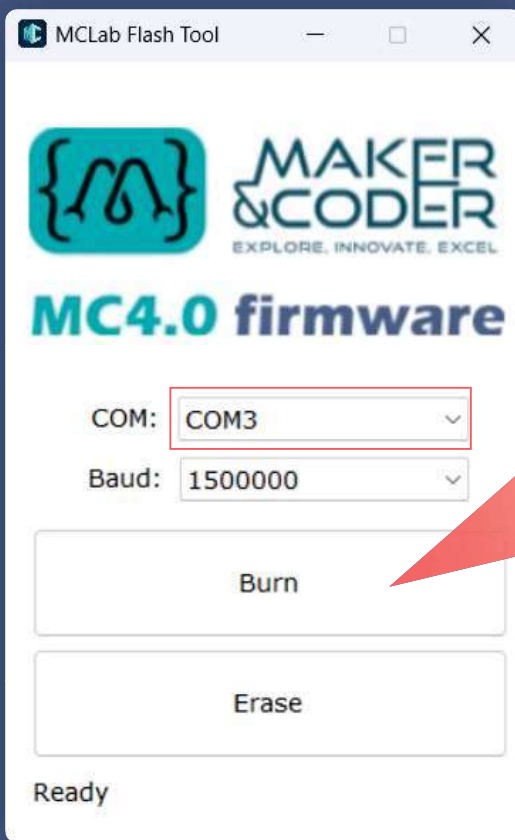 MCLab Flash Tool
MAKER
&CODER
EXPLORE, INNOVATE, EXCEL
MC4.0 firmware
COM: COM3
Baud: 1500000
Burn
Erase
Ready